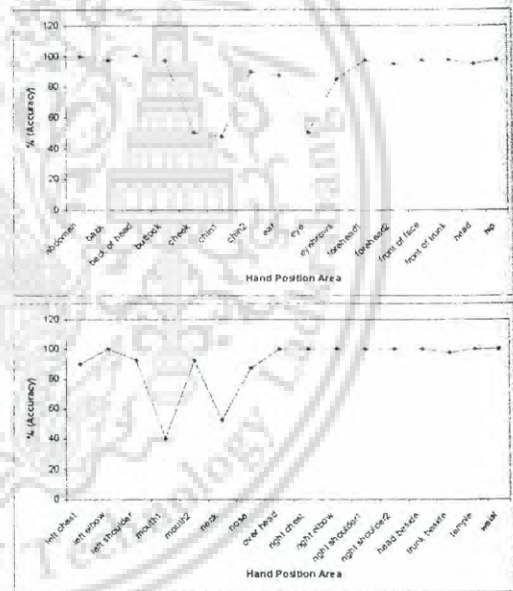 120
100
80
60
40
20
0
% (Accuracy)
abdomen
back
back of head
buttock
cheek
chin1
chin2
ear
eye
eyebrows
forehead1
forehead2
front of face
front of trunk
head
hip
Hand Position Area
120
100
80
60
40
20
0
% (Accuracy)
left chest
left elbow
left shoulder
mouth1
mouth2
neck
nose
over head
right chest
right elbow
right shoulder1
right shoulder2
head beside
trunk beside
temple
waist
Hand Position Area
Technology